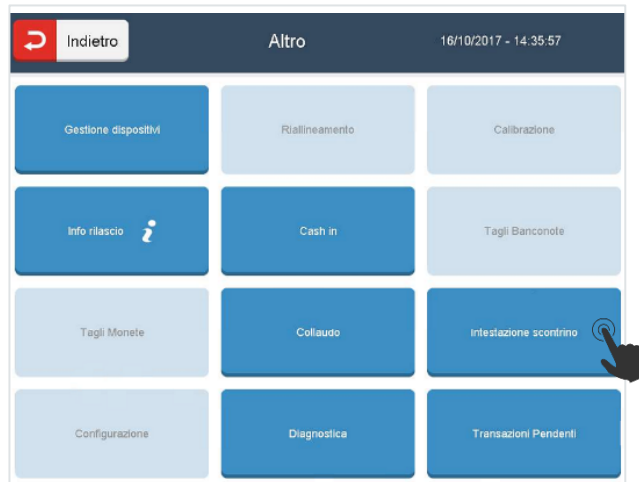 Indietro
Altro
16/10/2017 - 14:35:57
Gestione dispositivi
Riallineamento
Calibrazione
Info rilascio
Cash in
Tagli Banconote
Tagli Monete
Collaudo
Intestazione scontrino
Configurazione
Diagnostica
Transazioni Pendenti